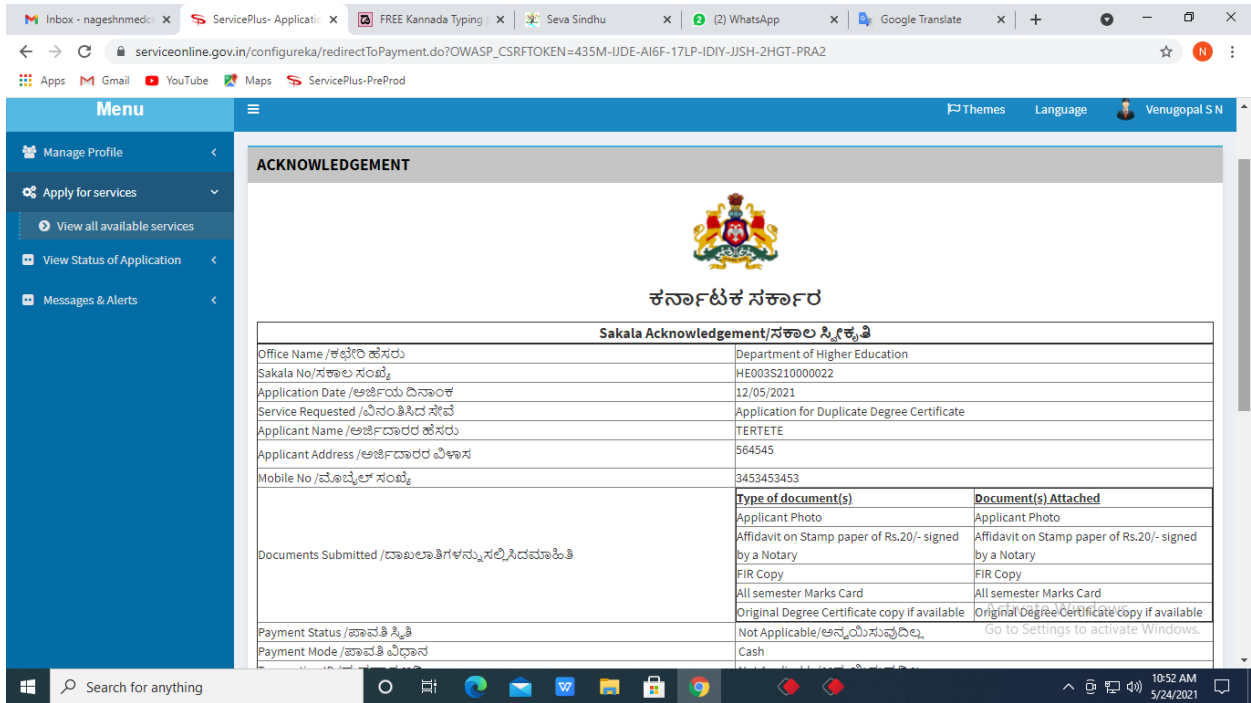 Inbox - nageshnmedc
ServicePlus- Applicatic
FREE Kannada Typing
Seva Sindhu
(2) WhatsApp
Google Translate
serviceonline.gov.in/configureka/redirectToPayment.do?OWASP_CSRFTOKEN=435M-IJDE-AI6F-17LP-IDIY-JJSH-2HGT-PRA2
N
Apps Gmail YouTube Maps ServicePlus-PreProd
Menu
Themes Language Venugopal S N
Manage Profile
Apply for services
View all available services
View Status of Application
Messages & Alerts
ACKNOWLEDGEMENT
ಕರ್ನಾಟಕ ಸರ್ಕಾರ
Sakala Acknowledgement/ಸಕಾಲ ಸ್ವೀಕೃತಿ
Office Name /ಕಛೇರಿ ಹೆಸರು Department of Higher Education
Sakala No/ಸಕಾಲ ಸಂಖ್ಯೆ HE003S210000022
Application Date /ಅರ್ಜಿಯ ದಿನಾಂಕ 12/05/2021
Service Requested /ವಿನಂತಿಸಿದ ಸೇವೆ Application for Duplicate Degree Certificate
Applicant Name /ಅರ್ಜಿದಾರರ ಹೆಸರು TERTETE
Applicant Address /ಅರ್ಜಿದಾರರ ವಿಳಾಸ 564545
Mobile No /ಮೊಬೈಲ್ ಸಂಖ್ಯೆ 3453453453
Documents Submitted /ದಾಖಲಾತಿಗಳನ್ನು ಸಲ್ಲಿಸಿದಮಾಹಿತಿ
Type of document(s) Document(s) Attached
Applicant Photo Applicant Photo
Affidavit on Stamp paper of Rs.20/- signed Affidavit on Stamp paper of Rs.20/- signed
by a Notary by a Notary
FIR Copy FIR Copy
All semester Marks Card All semester Marks Card
Original Degree Certificate copy if available Original Degree Certificate copy if available
Payment Status /ಪಾವತಿ ಸ್ಥಿತಿ Not Applicable/ಅನ್ವಯಿಸುವುದಿಲ್ಲ
Payment Mode /ಪಾವತಿ ವಿಧಾನ Cash
Activate Windows
Go to Settings to activate Windows.
Search for anything
10:52 AM
5/24/2021